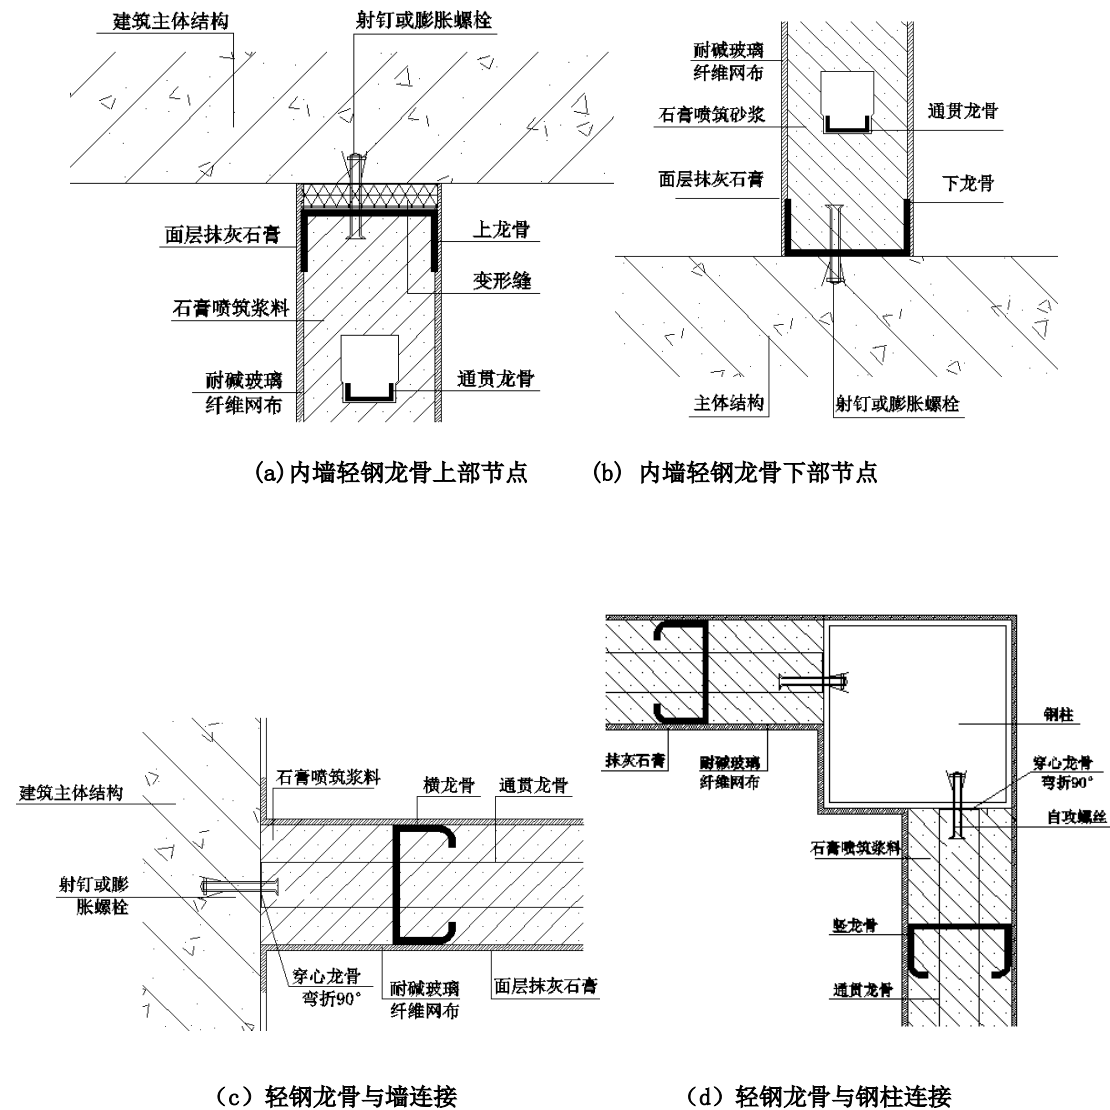 建筑主体结构
射钉或膨胀螺栓
面层抹灰石膏
上龙骨
变形缝
石膏喷筑浆料
耐碱玻璃
纤维网布
通贯龙骨
(a)内墙轻钢龙骨上部节点
耐碱玻璃
纤维网布
石膏喷筑砂浆
通贯龙骨
面层抹灰石膏
下龙骨
主体结构
射钉或膨胀螺栓
(b) 内墙轻钢龙骨下部节点
石膏喷筑浆料
横龙骨
通贯龙骨
建筑主体结构
射钉或膨
胀螺栓
穿心龙骨
弯折90°
耐碱玻璃
纤维网布
面层抹灰石膏
（c）轻钢龙骨与墙连接
钢柱
抹灰石膏
耐碱玻璃
纤维网布
穿心龙骨
弯折90°
自攻螺丝
石膏喷筑浆料
竖龙骨
通贯龙骨
（d）轻钢龙骨与钢柱连接